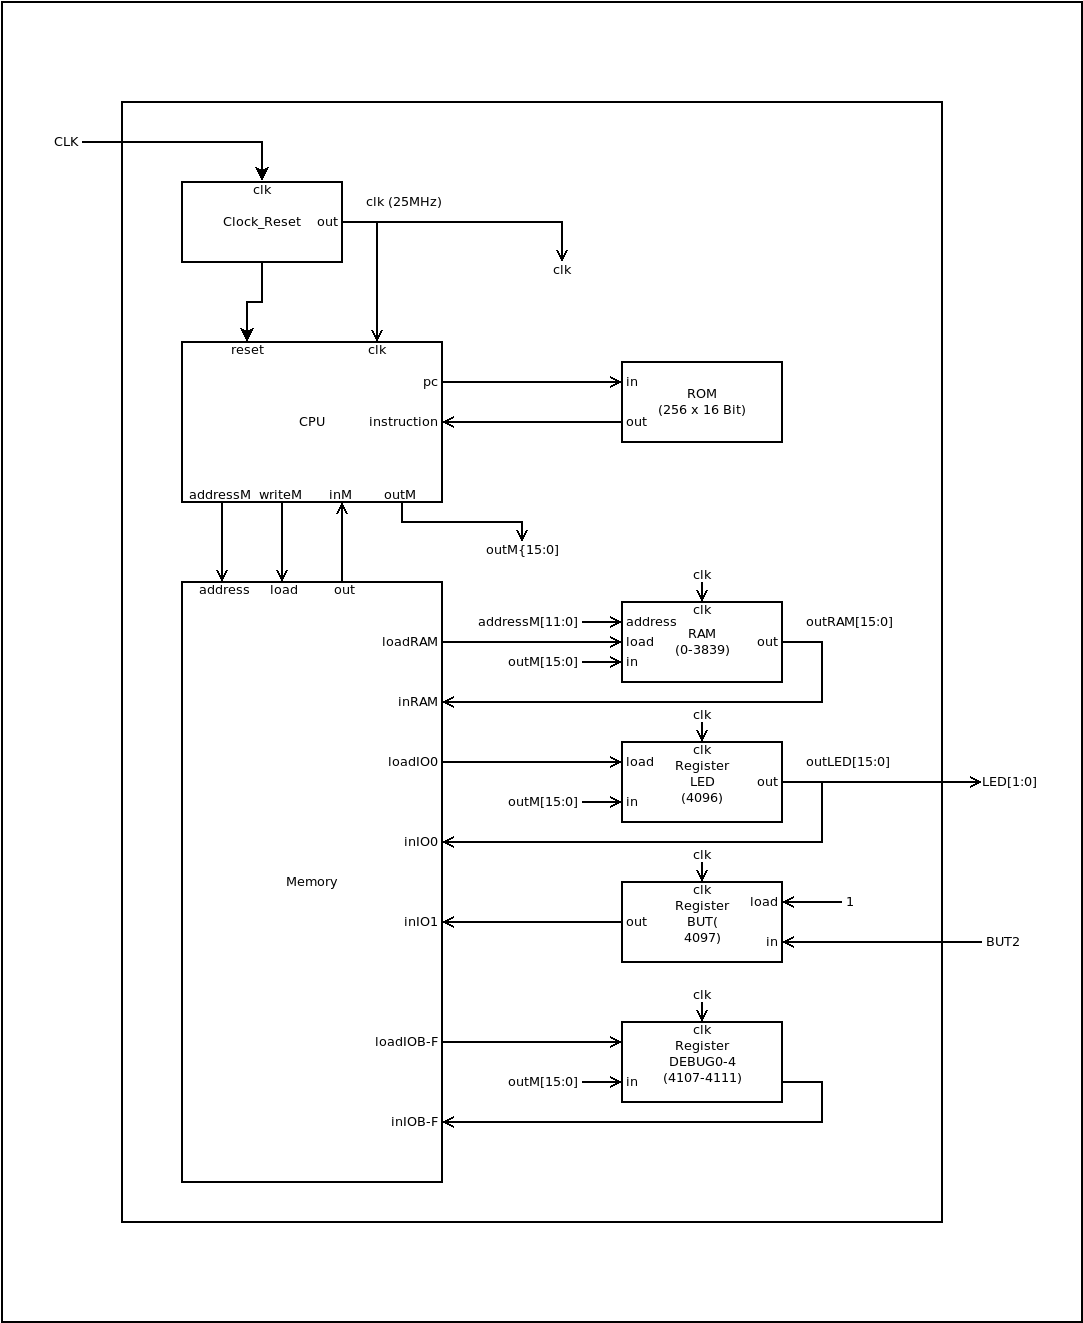 CLK
clk
Clock_Reset
out
clk (25MHz)
clk
reset
clk
pc
CPU
instruction
addressM
writeM
inM
outM
in
ROM
(256 x 16 Bit)
out
outM{15:0]
address
load
out
loadRAM
inRAM
loadIO0
inIO0
Memory
inIO1
loadIOB-F
inIOB-F
clk
clk
addressM[11:0]
address
RAM
(0-3839)
load
outM[15:0]
in
out
outRAM[15:0]
clk
clk
Register
LED
(4096)
load
outM[15:0]
in
out
outLED[15:0]
LED[1:0]
clk
clk
Register
BUT(
4097)
out
load
1
in
BUT2
clk
clk
Register
DEBUG0-4
(4107-4111)
outM[15:0]
in